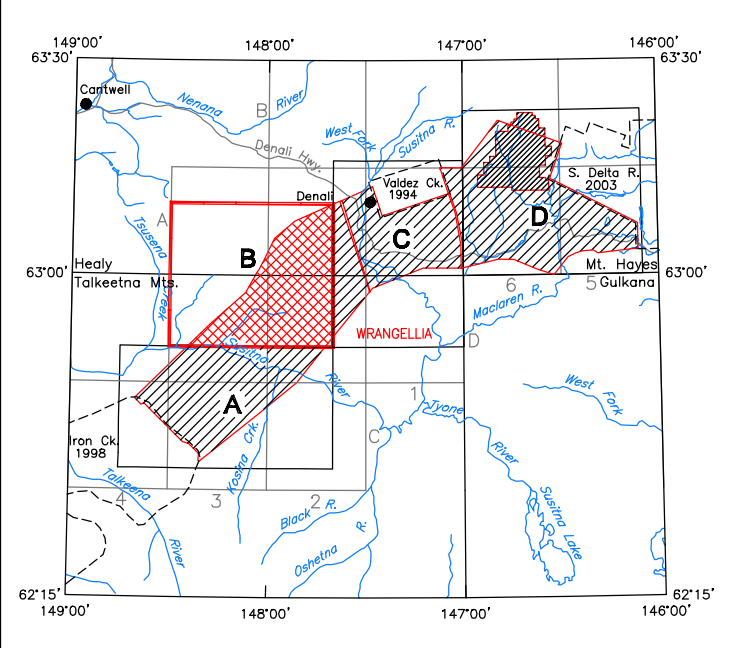 149°00'
148°00'
147°00'
146°00'
63°30'
63°30'
Cantwell
Nenana River
B
West Fork
Susitna R.
Denali Hwy.
S. Delta R.
2003
Valdez Ck.
1994
Denali
A
D
Tsusena Creek
B
C
Healy
Talkeetna Mts.
63°00'
Mt. Hayes
Gulkana
63°00'
6
5
Maclaren R.
WRANGELLIA
D
Susitna River
West Fork
1
A
Tyone River
C
Iron Ck.
1998
Kosina Crk.
Talkeetna River
4
3
2
Black R.
Susitna Lake
Oshetna R.
62°15'
62°15'
149°00'
148°00'
147°00'
146°00'